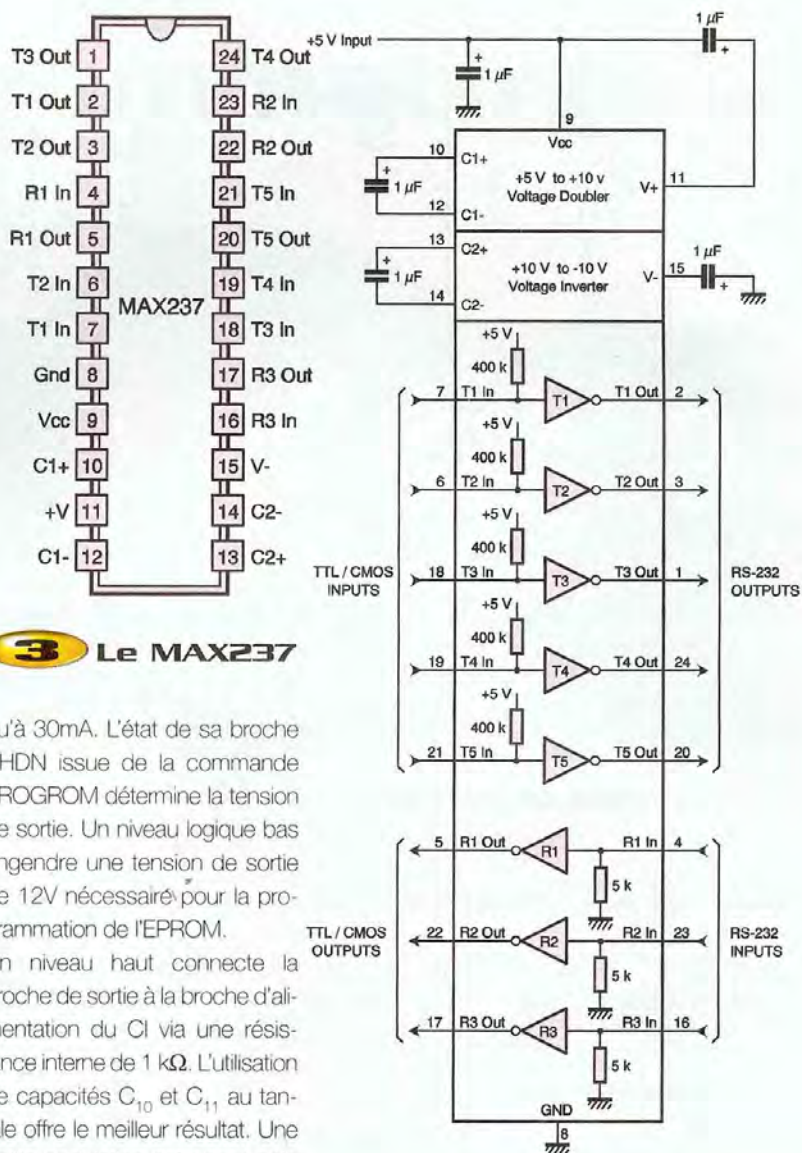 T3 Out 1 24 T4 Out
T1 Out 2 23 R2 In
T2 Out 3 22 R2 Out
R1 In 4 21 T5 In
R1 Out 5 20 T5 Out
T2 In 6 19 T4 In
T1 In 7 18 T3 In
MAX237
Gnd 8 17 R3 Out
Vcc 9 16 R3 In
C1+ 10 15 V-
+V 11 14 C2-
C1- 12 13 C2+
3 Le MAX237
qu'à 30mA. L'état de sa broche
HDN issue de la commande
ROGROM détermine la tension
e sortie. Un niveau logique bas
ngendre une tension de sortie
e 12V nécessaire pour la pro-
rammation de l'EPROM.
n niveau haut connecte la
roche de sortie à la broche d'ali-
mentation du CI via une résis-
nce interne de 1 kΩ. L'utilisation
e capacités C10 et C11 au tan-
le offre le meilleur résultat. Une
+5 V Input
+
1 µF
1 µF
+
9
Vcc
10 C1+
+
1 µF
12 C1-
+5 V to +10 v
Voltage Doubler
V+ 11
13 C2+
+
1 µF
14 C2-
+10 V to -10 V
Voltage Inverter
V- 15
1 µF
+
+5 V
400 k
7 T1 In T1 T1 Out 2
+5 V
400 k
6 T2 In T2 T2 Out 3
+5 V
400 k
18 T3 In T3 T3 Out 1
+5 V
400 k
19 T4 In T4 T4 Out 24
+5 V
400 k
21 T5 In T5 T5 Out 20
TTL / CMOS
INPUTS
RS-232
OUTPUTS
5 R1 Out R1 R1 In 4
5 k
22 R2 Out R2 R2 In 23
5 k
17 R3 Out R3 R3 In 16
5 k
TTL / CMOS
OUTPUTS
RS-232
INPUTS
GND
8